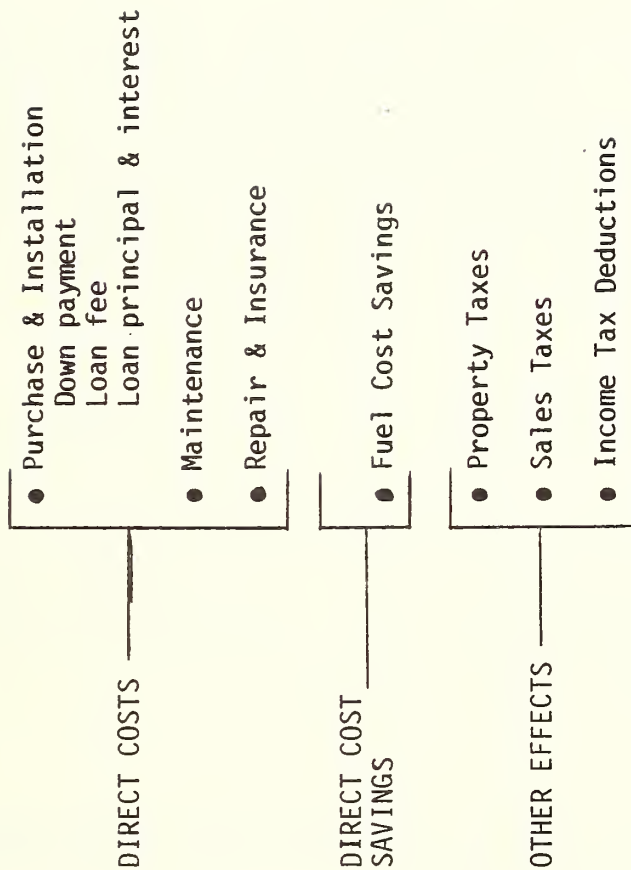 DIRECT COSTS
● Purchase & Installation
Down payment
Loan fee
Loan principal & interest
● Maintenance
● Repair & Insurance
DIRECT COST
SAVINGS
● Fuel Cost Savings
OTHER EFFECTS
● Property Taxes
● Sales Taxes
● Income Tax Deductions